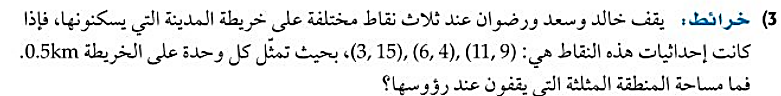 3) خرائط: يقف خالد وسعد ورضوان عند ثلاث نقاط مختلفة على خريطة المدينة التي يسكنونها، فإذا
كانت إحداثيات هذه النقاط هي: (11, 9), (6, 4), (3, 15)، بحيث تمثّل كل وحدة على الخريطة 0.5km.
فما مساحة المنطقة المثلثة التي يقفون عند رؤوسها؟